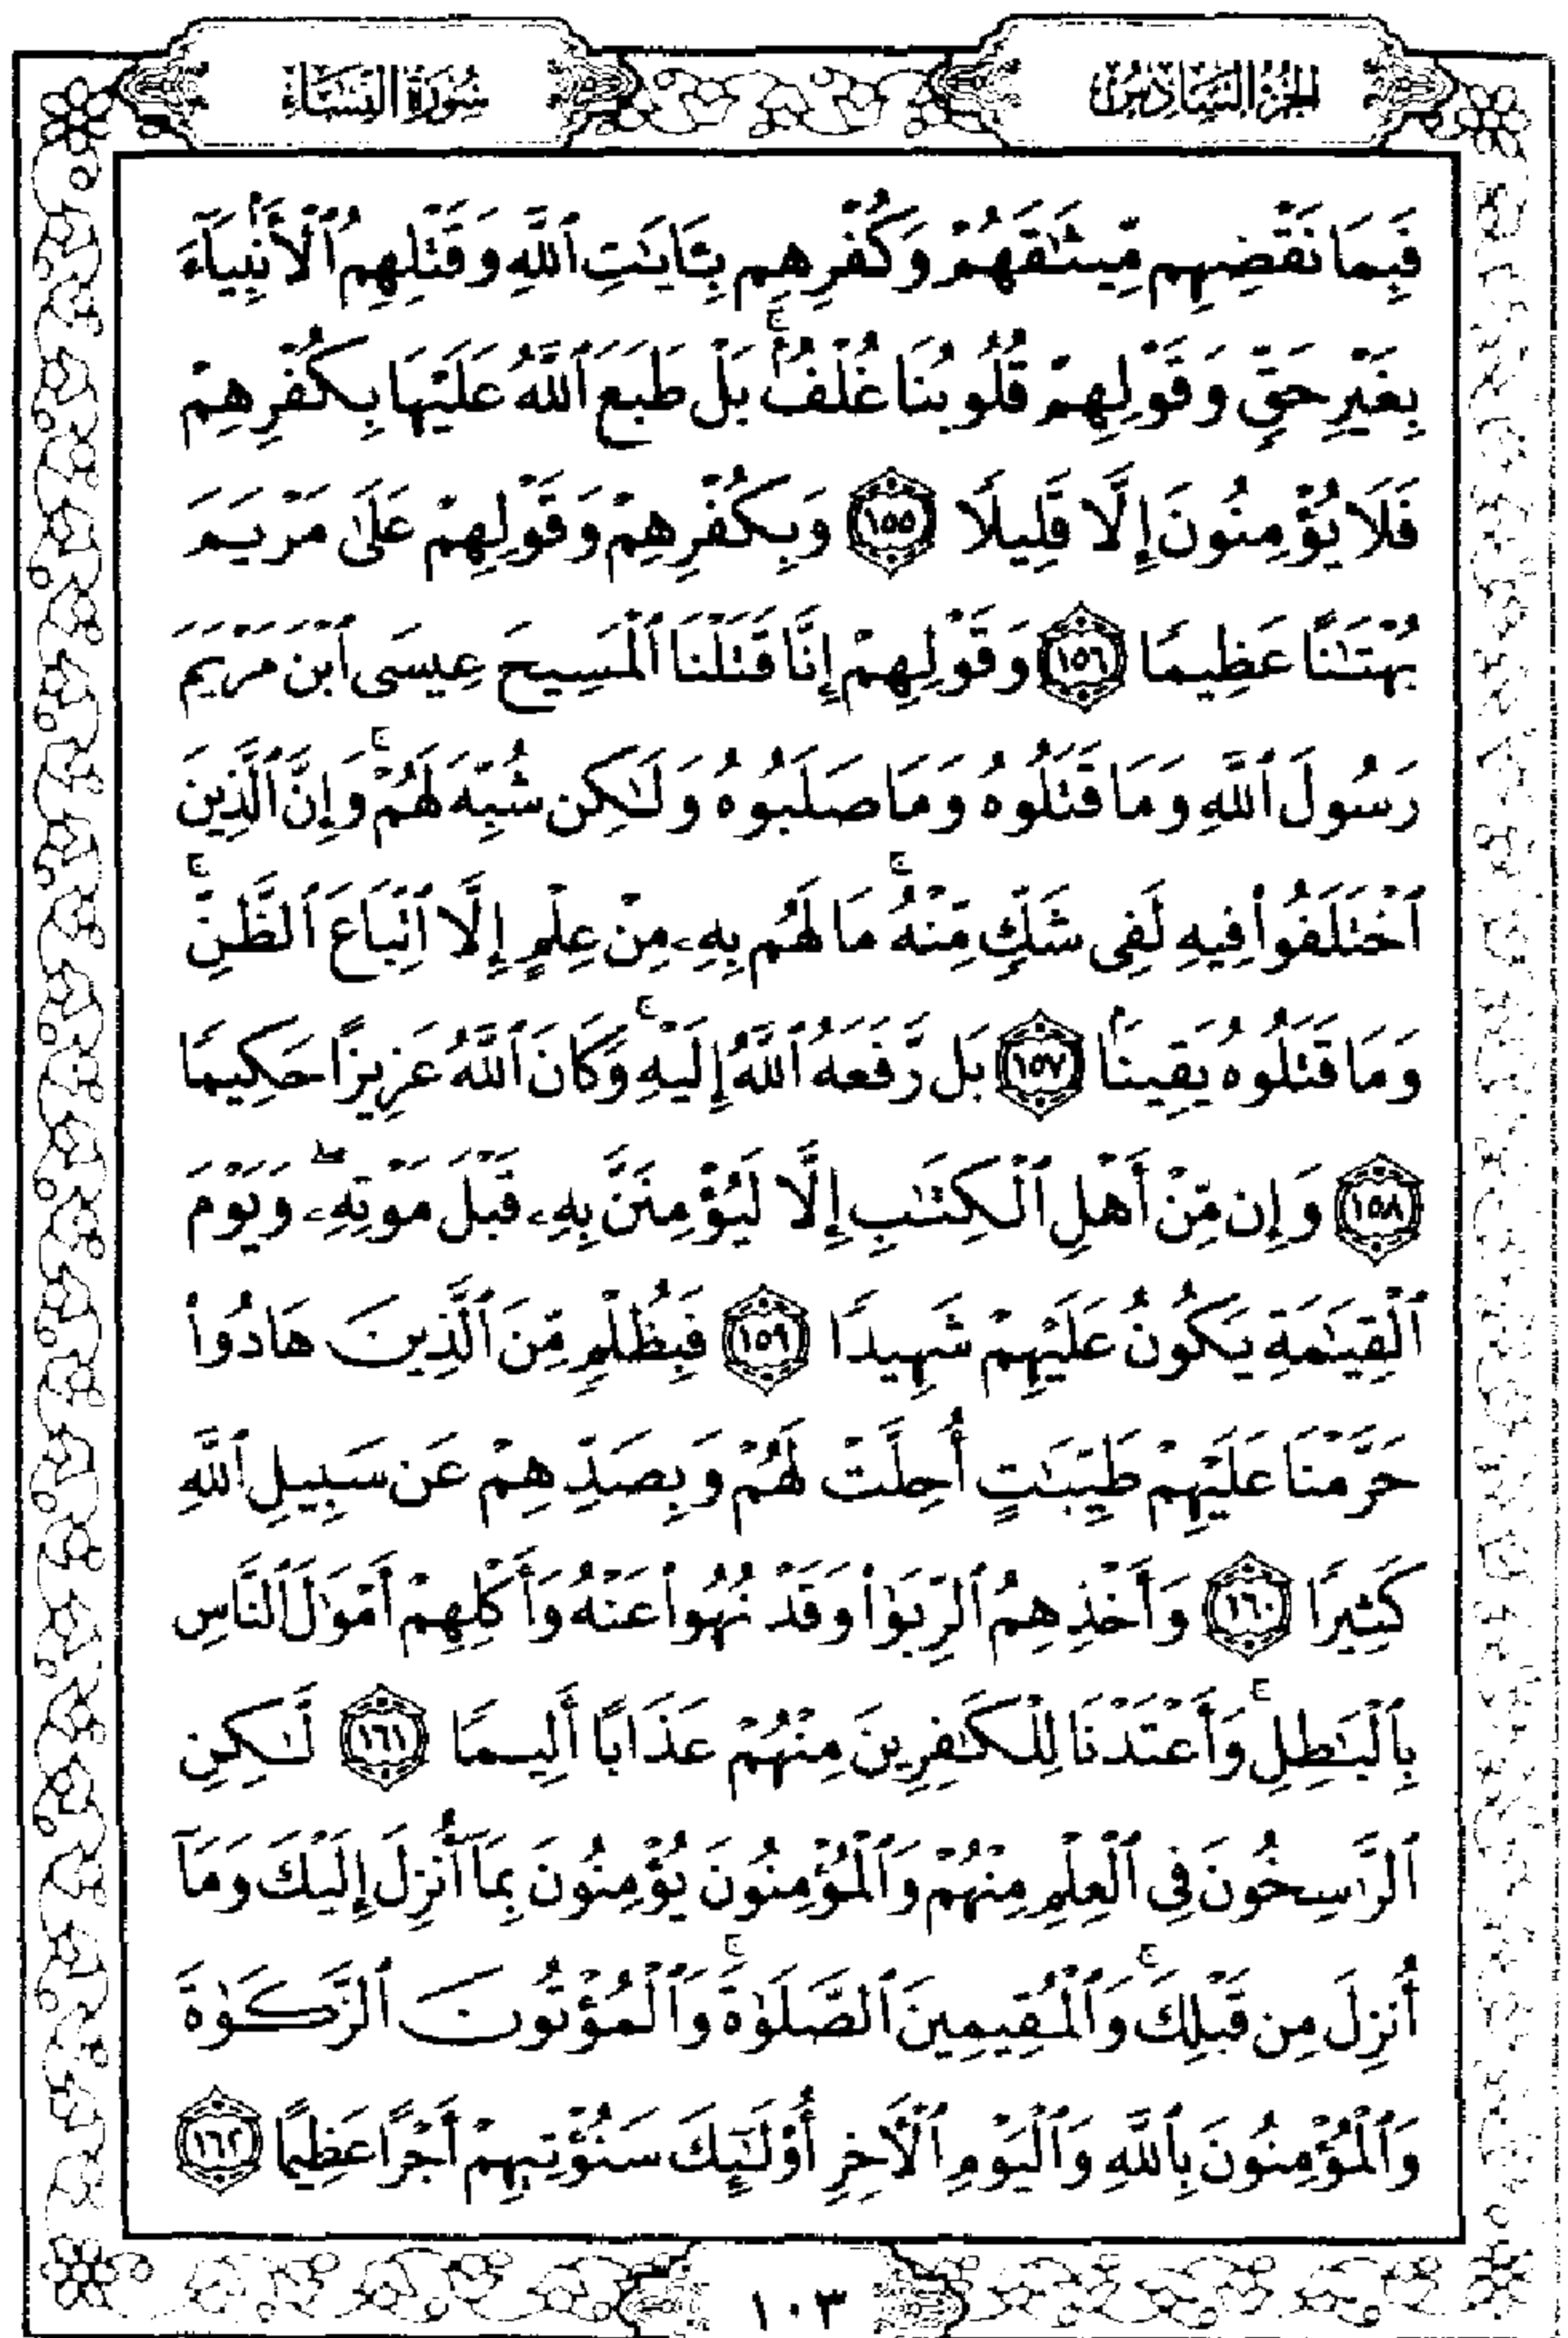 الجزء السادس
سورة النساء
فَبِمَا نَقْضِهِم مِّيثَٰقَهُمْ وَكُفْرِهِم بِـَٔايَٰتِ ٱللَّهِ وَقَتْلِهِمُ ٱلْأَنۢبِيَآءَ
بِغَيْرِ حَقٍّ وَقَوْلِهِمْ قُلُوبُنَا غُلْفٌۢ ۚ بَلْ طَبَعَ ٱللَّهُ عَلَيْهَا بِكُفْرِهِمْ
فَلَا يُؤْمِنُونَ إِلَّا قَلِيلًا ١٥٥ وَبِكُفْرِهِمْ وَقَوْلِهِمْ عَلَىٰ مَرْيَمَ
بُهْتَٰنًا عَظِيمًا ١٥٦ وَقَوْلِهِمْ إِنَّا قَتَلْنَا ٱلْمَسِيحَ عِيسَى ٱبْنَ مَرْيَمَ
رَسُولَ ٱللَّهِ وَمَا قَتَلُوهُ وَمَا صَلَبُوهُ وَلَٰكِن شُبِّهَ لَهُمْ ۚ وَإِنَّ ٱلَّذِينَ
ٱخْتَلَفُوا۟ فِيهِ لَفِى شَكٍّ مِّنْهُ ۚ مَا لَهُم بِهِۦ مِنْ عِلْمٍ إِلَّا ٱتِّبَاعَ ٱلظَّنِّ ۚ
وَمَا قَتَلُوهُ يَقِينًۢا ١٥٧ بَل رَّفَعَهُ ٱللَّهُ إِلَيْهِ ۚ وَكَانَ ٱللَّهُ عَزِيزًا حَكِيمًا
١٥٨ وَإِن مِّنْ أَهْلِ ٱلْكِتَٰبِ إِلَّا لَيُؤْمِنَنَّ بِهِۦ قَبْلَ مَوْتِهِۦ ۖ وَيَوْمَ
ٱلْقِيَٰمَةِ يَكُونُ عَلَيْهِمْ شَهِيدًا ١٥٩ فَبِظُلْمٍ مِّنَ ٱلَّذِينَ هَادُوا۟
حَرَّمْنَا عَلَيْهِمْ طَيِّبَٰتٍ أُحِلَّتْ لَهُمْ وَبِصَدِّهِمْ عَن سَبِيلِ ٱللَّهِ
كَثِيرًا ١٦٠ وَأَخْذِهِمُ ٱلرِّبَوٰا۟ وَقَدْ نُهُوا۟ عَنْهُ وَأَكْلِهِمْ أَمْوَٰلَ ٱلنَّاسِ
بِٱلْبَٰطِلِ ۚ وَأَعْتَدْنَا لِلْكَٰفِرِينَ مِنْهُمْ عَذَابًا أَلِيمًا ١٦١ لَّٰكِنِ
ٱلرَّٰسِخُونَ فِى ٱلْعِلْمِ مِنْهُمْ وَٱلْمُؤْمِنُونَ يُؤْمِنُونَ بِمَآ أُنزِلَ إِلَيْكَ وَمَآ
أُنزِلَ مِن قَبْلِكَ ۚ وَٱلْمُقِيمِينَ ٱلصَّلَوٰةَ ۚ وَٱلْمُؤْتُونَ ٱلزَّكَوٰةَ
وَٱلْمُؤْمِنُونَ بِٱللَّهِ وَٱلْيَوْمِ ٱلْـَٔاخِرِ أُو۟لَٰٓئِكَ سَنُؤْتِيهِمْ أَجْرًا عَظِيمًا ١٦٢
١٠٣